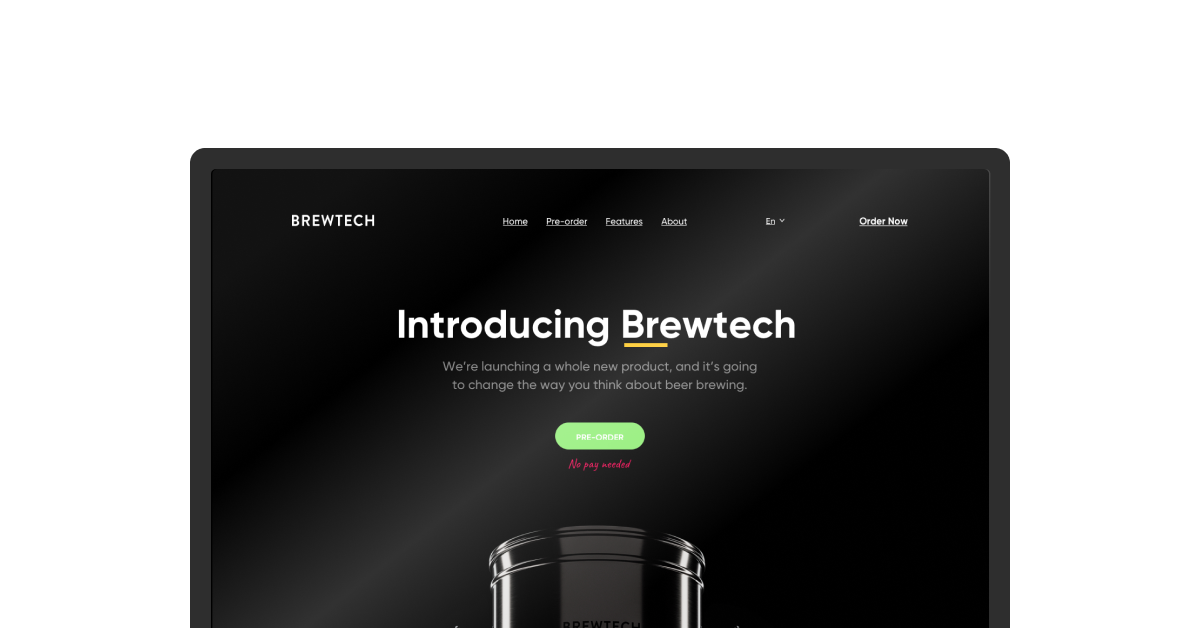 BREWTECH
Home Pre-order Features About En Order Now
Introducing Brewtech
We're launching a whole new product, and it's going
to change the way you think about beer brewing.
PRE-ORDER
No pay needed
BREWTECH